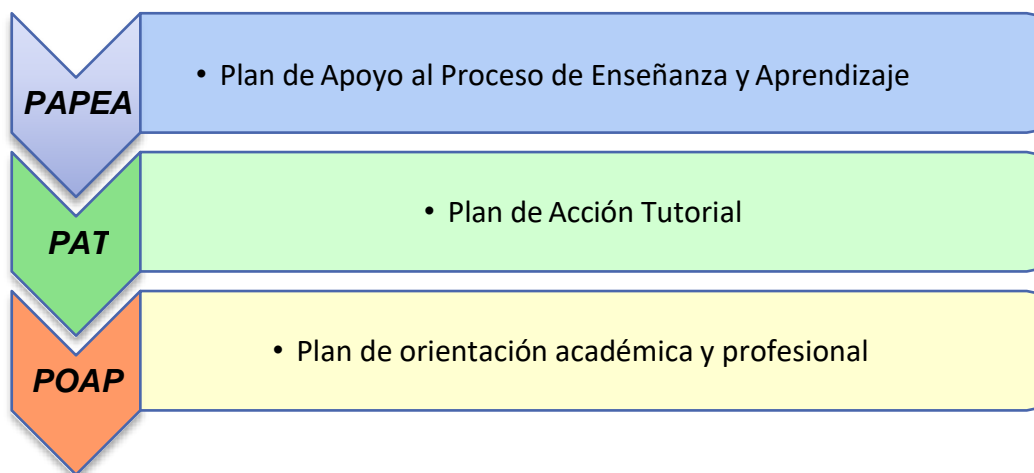 PAPEA
• Plan de Apoyo al Proceso de Enseñanza y Aprendizaje
PAT
• Plan de Acción Tutorial
POAP
• Plan de orientación académica y profesional